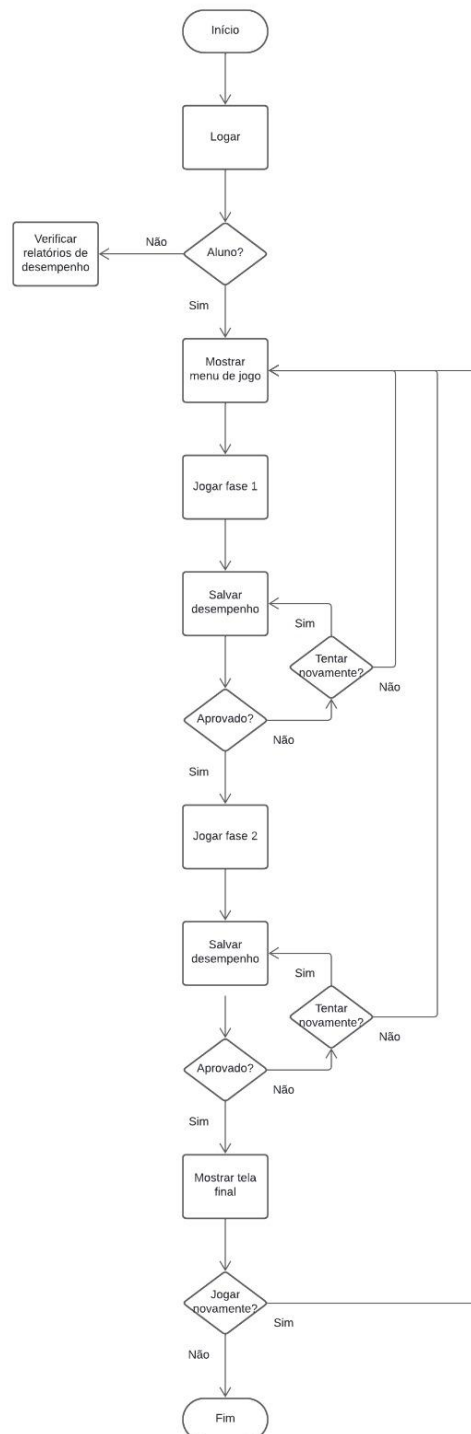 Início
Logar
Verificar
relatórios de
desempenho
Não
Aluno?
Sim
Mostrar
menu de jogo
Jogar fase 1
Salvar
desempenho
Sim
Tentar
novamente?
Não
Aprovado?
Não
Sim
Jogar fase 2
Salvar
desempenho
Sim
Tentar
novamente?
Não
Aprovado?
Não
Sim
Mostrar tela
final
Jogar
novamente?
Sim
Não
Fim